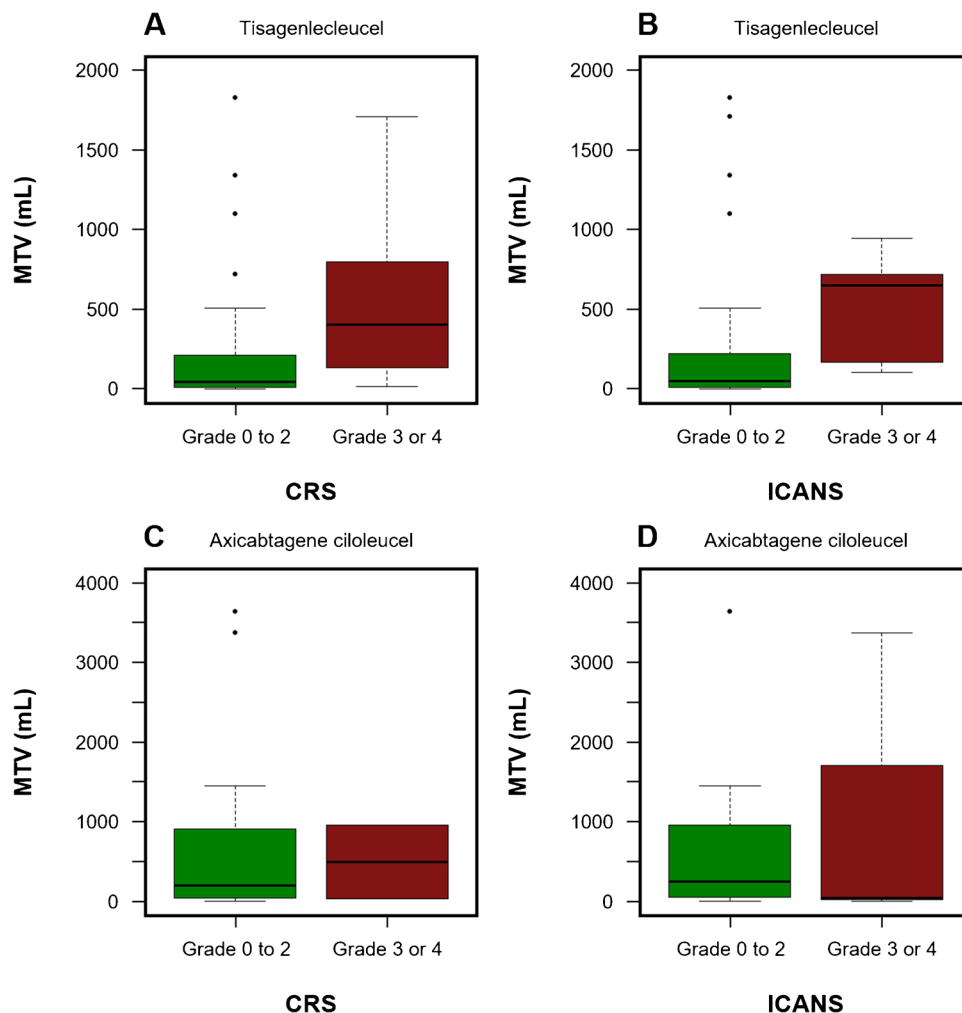 A
Tisagenlecleucel
MTV (mL)
2000
1500
1000
500
0
Grade 0 to 2 Grade 3 or 4
CRS
B
Tisagenlecleucel
MTV (mL)
2000
1500
1000
500
0
Grade 0 to 2 Grade 3 or 4
ICANS
C
Axicabtagene ciloleucel
MTV (mL)
4000
3000
2000
1000
0
Grade 0 to 2 Grade 3 or 4
CRS
D
Axicabtagene ciloleucel
MTV (mL)
4000
3000
2000
1000
0
Grade 0 to 2 Grade 3 or 4
ICANS